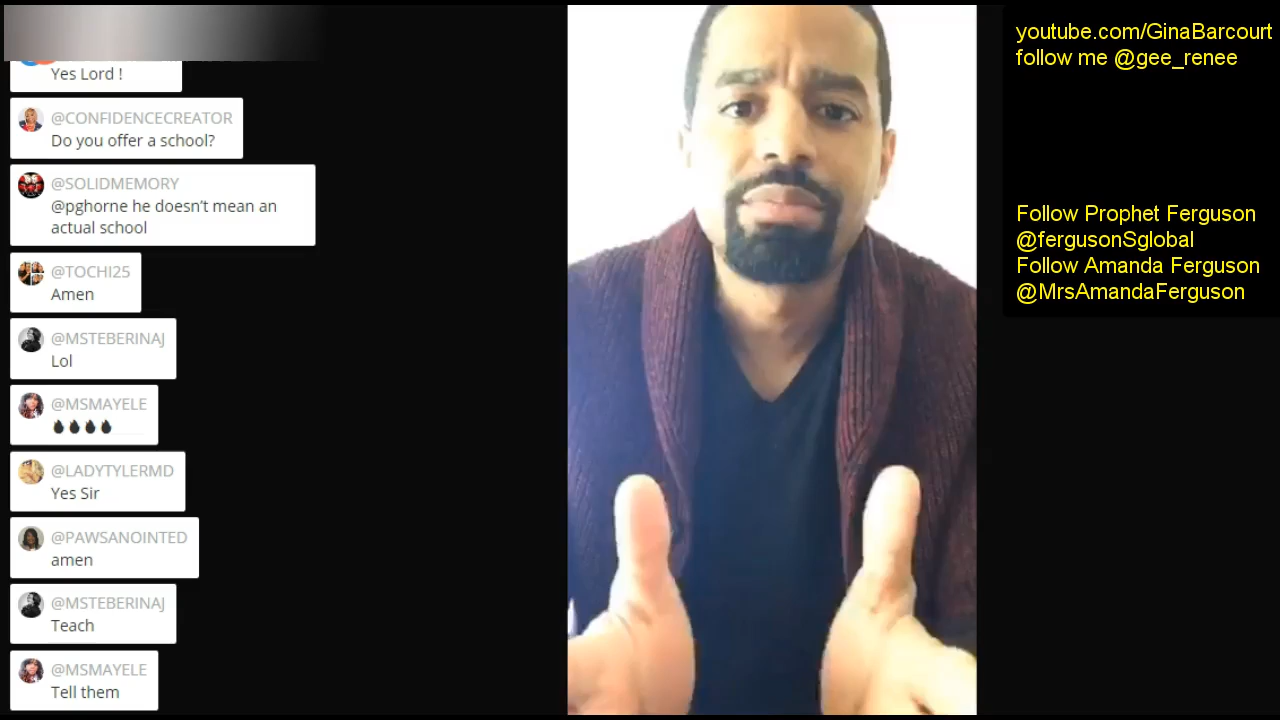 Yes Lord !
@CONFIDENCECREATOR
Do you offer a school?
@SOLIDMEMORY
@pghorne he doesn’t mean an
actual school
@TOCHI25
Amen
@MSTEBERINAJ
Lol
@MSMAYELE
@LADYTYLERMD
Yes Sir
@PAWSANOINTED
amen
@MSTEBERINAJ
Teach
@MSMAYELE
Tell them
youtube.com/GinaBarcourt
follow me @gee_renee
Follow Prophet Ferguson
@fergusonSglobal
Follow Amanda Ferguson
@MrsAmandaFerguson